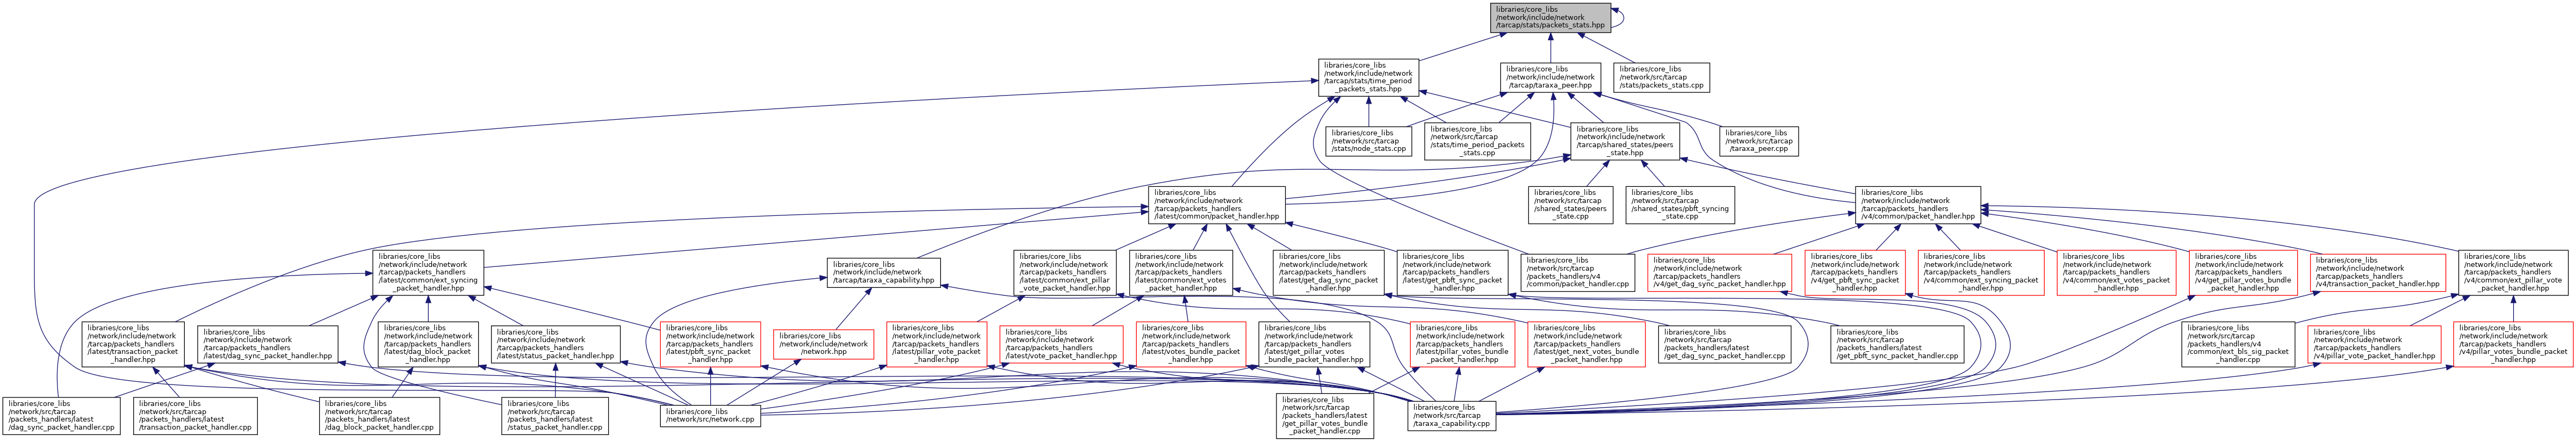 libraries/core_libs
/network/include/network
/tarcap/stats/packets_stats.hpp
libraries/core_libs
/network/include/network
/tarcap/stats/time_period
_packets_stats.hpp
libraries/core_libs
/network/include/network
/tarcap/taraxa_peer.hpp
libraries/core_libs
/network/src/tarcap
/stats/packets_stats.cpp
libraries/core_libs
/network/src/tarcap
/stats/node_stats.cpp
libraries/core_libs
/network/src/tarcap
/stats/time_period_packets
_stats.cpp
libraries/core_libs
/network/include/network
/tarcap/shared_states/peers
_state.hpp
libraries/core_libs
/network/src/tarcap
/taraxa_peer.cpp
libraries/core_libs
/network/include/network
/tarcap/packets_handlers
/latest/common/packet_handler.hpp
libraries/core_libs
/network/src/tarcap
/shared_states/peers
_state.cpp
libraries/core_libs
/network/src/tarcap
/shared_states/pbft_syncing
_state.cpp
libraries/core_libs
/network/include/network
/tarcap/packets_handlers
/v4/common/packet_handler.hpp
libraries/core_libs
/network/include/network
/tarcap/packets_handlers
/latest/common/ext_syncing
_packet_handler.hpp
libraries/core_libs
/network/include/network
/tarcap/taraxa_capability.hpp
libraries/core_libs
/network/include/network
/tarcap/packets_handlers
/latest/common/ext_pillar
_vote_packet_handler.hpp
libraries/core_libs
/network/include/network
/tarcap/packets_handlers
/latest/common/ext_votes
_packet_handler.hpp
libraries/core_libs
/network/include/network
/tarcap/packets_handlers
/latest/get_dag_sync_packet
_handler.hpp
libraries/core_libs
/network/include/network
/tarcap/packets_handlers
/latest/get_pbft_sync_packet
_handler.hpp
libraries/core_libs
/network/src/tarcap
/packets_handlers/v4
/common/packet_handler.cpp
libraries/core_libs
/network/include/network
/tarcap/packets_handlers
/v4/get_dag_sync_packet_handler.hpp
libraries/core_libs
/network/include/network
/tarcap/packets_handlers
/v4/get_pbft_sync_packet
_handler.hpp
libraries/core_libs
/network/include/network
/tarcap/packets_handlers
/v4/common/ext_syncing_packet
_handler.hpp
libraries/core_libs
/network/include/network
/tarcap/packets_handlers
/v4/common/ext_votes_packet
_handler.hpp
libraries/core_libs
/network/include/network
/tarcap/packets_handlers
/v4/get_pillar_votes_bundle
_packet_handler.hpp
libraries/core_libs
/network/include/network
/tarcap/packets_handlers
/v4/transaction_packet_handler.hpp
libraries/core_libs
/network/include/network
/tarcap/packets_handlers
/v4/common/ext_pillar_vote
_packet_handler.hpp
libraries/core_libs
/network/include/network
/tarcap/packets_handlers
/latest/transaction_packet
_handler.hpp
libraries/core_libs
/network/include/network
/tarcap/packets_handlers
/latest/dag_sync_packet_handler.hpp
libraries/core_libs
/network/include/network
/tarcap/packets_handlers
/latest/dag_block_packet
_handler.hpp
libraries/core_libs
/network/include/network
/tarcap/packets_handlers
/latest/status_packet_handler.hpp
libraries/core_libs
/network/include/network
/tarcap/packets_handlers
/latest/pbft_sync_packet
_handler.hpp
libraries/core_libs
/network/include/network
/network.hpp
libraries/core_libs
/network/include/network
/tarcap/packets_handlers
/latest/pillar_vote_packet
_handler.hpp
libraries/core_libs
/network/include/network
/tarcap/packets_handlers
/latest/vote_packet_handler.hpp
libraries/core_libs
/network/include/network
/tarcap/packets_handlers
/latest/votes_bundle_packet
_handler.hpp
libraries/core_libs
/network/include/network
/tarcap/packets_handlers
/latest/get_pillar_votes
_bundle_packet_handler.hpp
libraries/core_libs
/network/include/network
/tarcap/packets_handlers
/latest/pillar_votes_bundle
_packet_handler.hpp
libraries/core_libs
/network/include/network
/tarcap/packets_handlers
/latest/get_next_votes_bundle
_packet_handler.hpp
libraries/core_libs
/network/src/tarcap
/packets_handlers/latest
/get_dag_sync_packet_handler.cpp
libraries/core_libs
/network/src/tarcap
/packets_handlers/latest
/get_pbft_sync_packet_handler.cpp
libraries/core_libs
/network/src/tarcap
/packets_handlers/v4
/common/ext_bls_sig_packet
_handler.cpp
libraries/core_libs
/network/include/network
/tarcap/packets_handlers
/v4/pillar_vote_packet_handler.hpp
libraries/core_libs
/network/include/network
/tarcap/packets_handlers
/v4/pillar_votes_bundle_packet
_handler.hpp
libraries/core_libs
/network/src/tarcap
/packets_handlers/latest
/dag_sync_packet_handler.cpp
libraries/core_libs
/network/src/tarcap
/packets_handlers/latest
/transaction_packet_handler.cpp
libraries/core_libs
/network/src/tarcap
/packets_handlers/latest
/dag_block_packet_handler.cpp
libraries/core_libs
/network/src/tarcap
/packets_handlers/latest
/status_packet_handler.cpp
libraries/core_libs
/network/src/network.cpp
libraries/core_libs
/network/src/tarcap
/packets_handlers/latest
/get_pillar_votes_bundle
_packet_handler.cpp
libraries/core_libs
/network/src/tarcap
/taraxa_capability.cpp